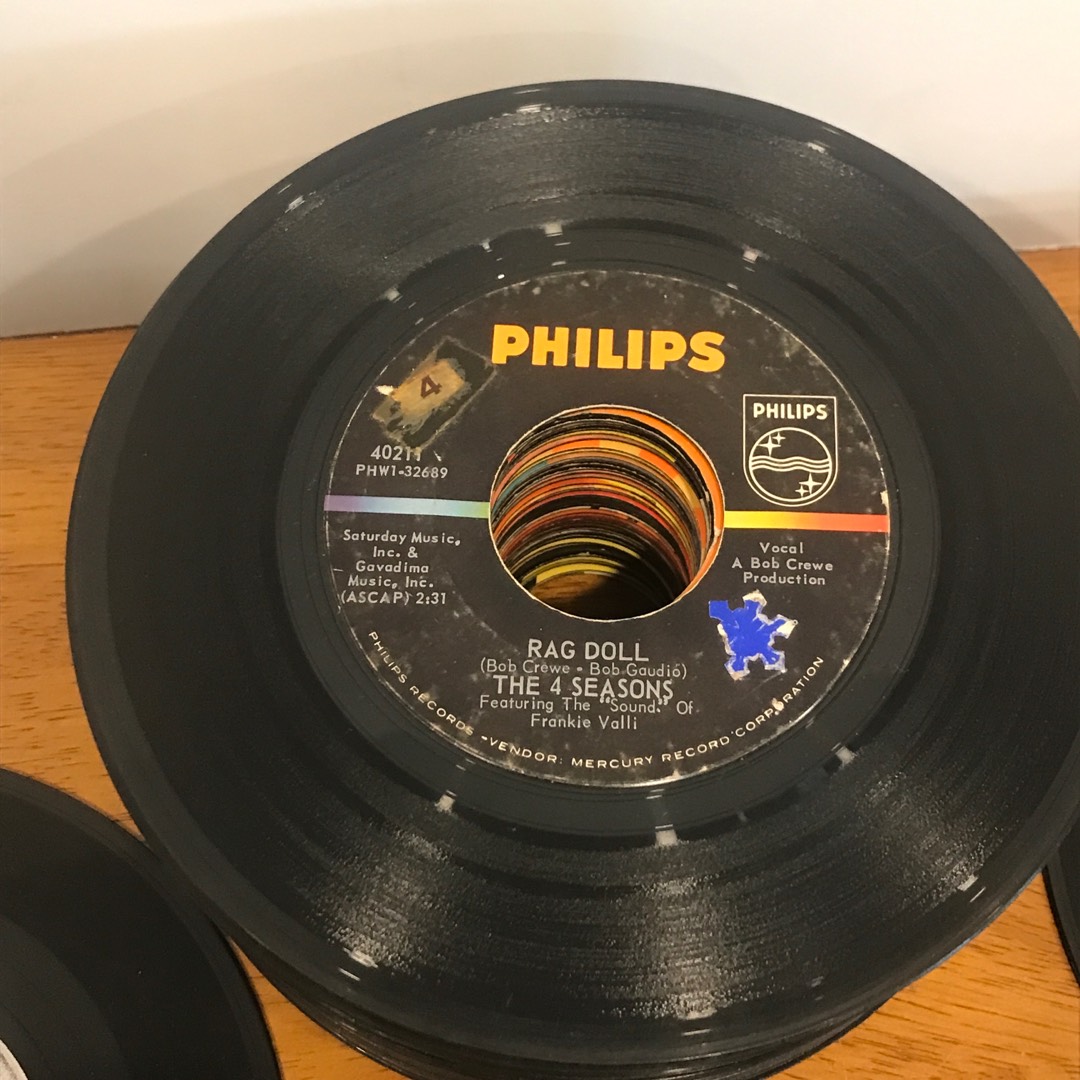 PHILIPS
4
PHILIPS
40211
PHW1-32689
Saturday Music,
Inc. &
Gavadima
Music, Inc.
(ASCAP) 2:31
Vocal
A Bob Crewe
Production
RAG DOLL
(Bob Crewe - Bob Gaudio)
THE 4 SEASONS
Featuring The "Sound" Of
Frankie Valli
PHILIPS RECORDS - VENDOR: MERCURY RECORD CORPORATION